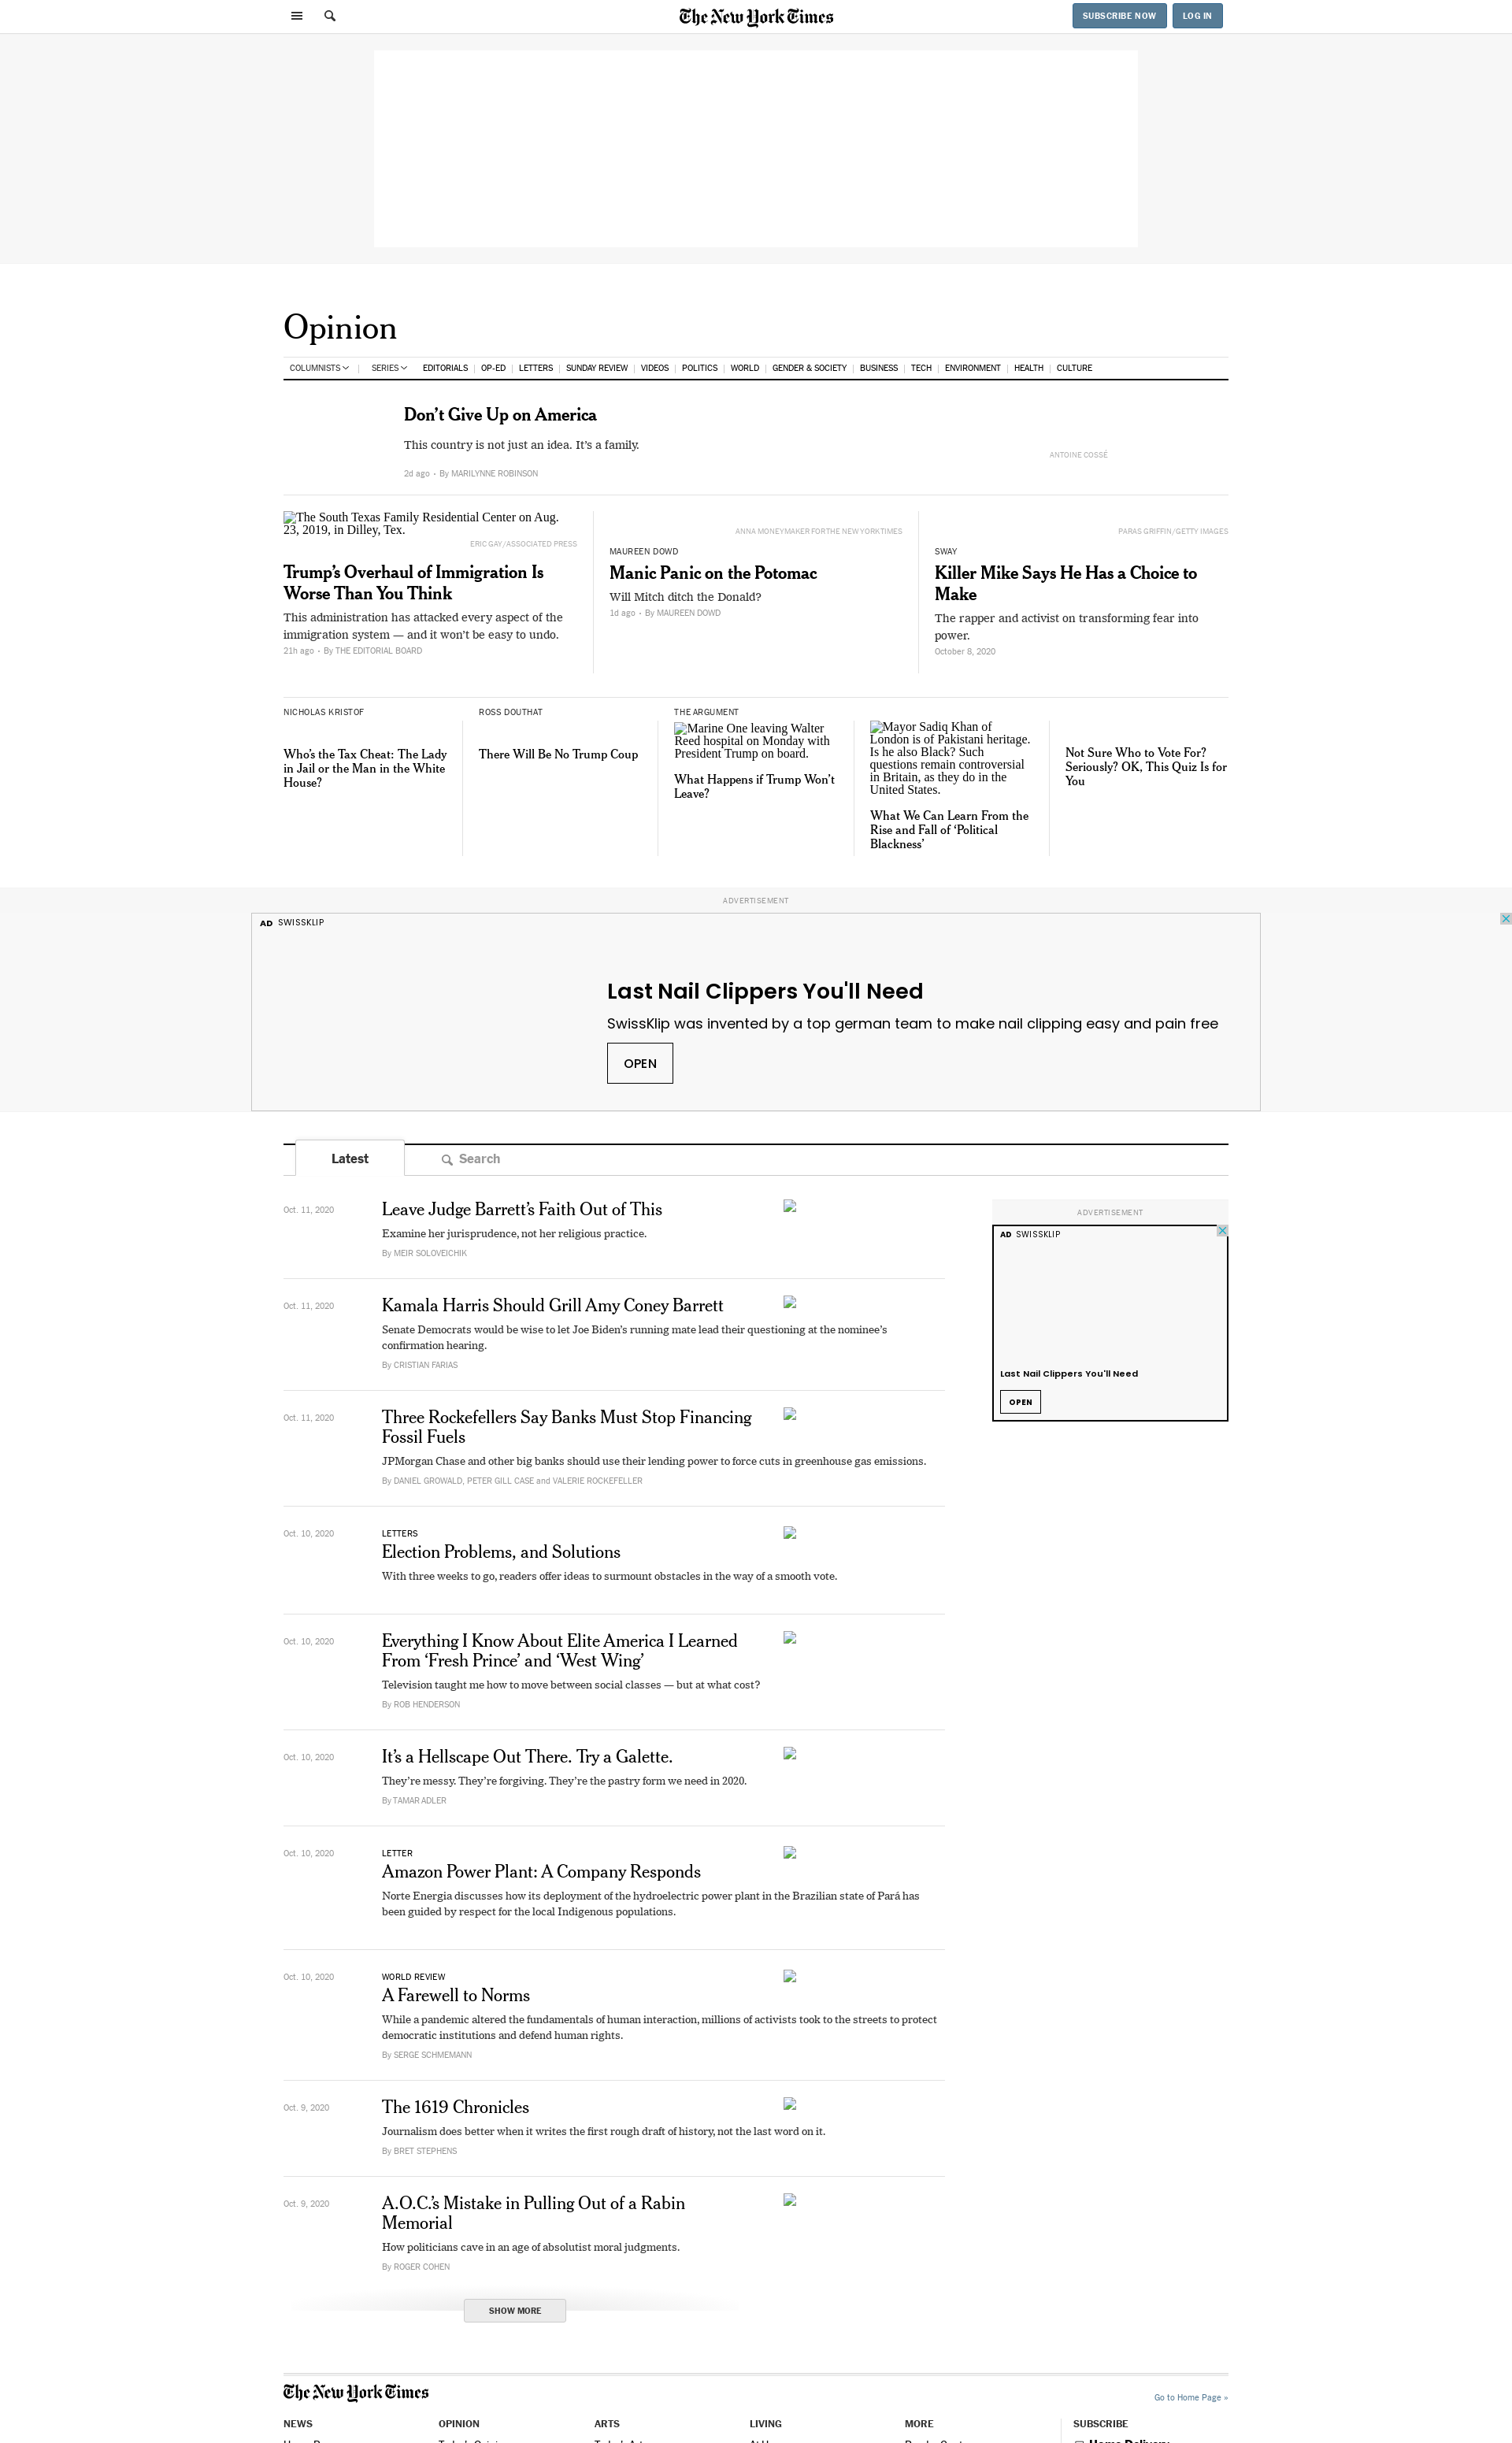 The New York Times
SUBSCRIBE NOW
LOG IN
Opinion
COLUMNISTS
SERIES
EDITORIALS
OP-ED
LETTERS
SUNDAY REVIEW
VIDEOS
POLITICS
WORLD
GENDER & SOCIETY
BUSINESS
TECH
ENVIRONMENT
HEALTH
CULTURE
Don’t Give Up on America
This country is not just an idea. It’s a family.
ANTOINE COSSÉ
2d ago • By MARILYNNE ROBINSON
The South Texas Family Residential Center on Aug.
23, 2019, in Dilley, Tex.
ERIC GAY/ASSOCIATED PRESS
Trump’s Overhaul of Immigration Is
Worse Than You Think
This administration has attacked every aspect of the
immigration system — and it won’t be easy to undo.
21h ago • By THE EDITORIAL BOARD
ANNA MONEYMAKER FOR THE NEW YORK TIMES
MAUREEN DOWD
Manic Panic on the Potomac
Will Mitch ditch the Donald?
1d ago • By MAUREEN DOWD
PARAS GRIFFIN/GETTY IMAGES
SWAY
Killer Mike Says He Has a Choice to
Make
The rapper and activist on transforming fear into
power.
October 8, 2020
NICHOLAS KRISTOF
Who’s the Tax Cheat: The Lady
in Jail or the Man in the White
House?
ROSS DOUTHAT
There Will Be No Trump Coup
THE ARGUMENT
Marine One leaving Walter
Reed hospital on Monday with
President Trump on board.
What Happens if Trump Won’t
Leave?
Mayor Sadiq Khan of
London is of Pakistani heritage.
Is he also Black? Such
questions remain controversial
in Britain, as they do in the
United States.
What We Can Learn From the
Rise and Fall of ‘Political
Blackness’
Not Sure Who to Vote For?
Seriously? OK, This Quiz Is for
You
ADVERTISEMENT
AD SWISSKLIP
Last Nail Clippers You'll Need
SwissKlip was invented by a top german team to make nail clipping easy and pain free
OPEN
Latest
Search
Oct. 11, 2020
Leave Judge Barrett’s Faith Out of This
Examine her jurisprudence, not her religious practice.
By MEIR SOLOVEICHIK
Oct. 11, 2020
Kamala Harris Should Grill Amy Coney Barrett
Senate Democrats would be wise to let Joe Biden’s running mate lead their questioning at the nominee’s
confirmation hearing.
By CRISTIAN FARIAS
Oct. 11, 2020
Three Rockefellers Say Banks Must Stop Financing
Fossil Fuels
JPMorgan Chase and other big banks should use their lending power to force cuts in greenhouse gas emissions.
By DANIEL GROWALD, PETER GILL CASE and VALERIE ROCKEFELLER
Oct. 10, 2020
LETTERS
Election Problems, and Solutions
With three weeks to go, readers offer ideas to surmount obstacles in the way of a smooth vote.
Oct. 10, 2020
Everything I Know About Elite America I Learned
From ‘Fresh Prince’ and ‘West Wing’
Television taught me how to move between social classes — but at what cost?
By ROB HENDERSON
Oct. 10, 2020
It’s a Hellscape Out There. Try a Galette.
They’re messy. They’re forgiving. They’re the pastry form we need in 2020.
By TAMAR ADLER
Oct. 10, 2020
LETTER
Amazon Power Plant: A Company Responds
Norte Energia discusses how its deployment of the hydroelectric power plant in the Brazilian state of Pará has
been guided by respect for the local Indigenous populations.
Oct. 10, 2020
WORLD REVIEW
A Farewell to Norms
While a pandemic altered the fundamentals of human interaction, millions of activists took to the streets to protect
democratic institutions and defend human rights.
By SERGE SCHMEMANN
Oct. 9, 2020
The 1619 Chronicles
Journalism does better when it writes the first rough draft of history, not the last word on it.
By BRET STEPHENS
Oct. 9, 2020
A.O.C.’s Mistake in Pulling Out of a Rabin
Memorial
How politicians cave in an age of absolutist moral judgments.
By ROGER COHEN
SHOW MORE
ADVERTISEMENT
AD SWISSKLIP
Last Nail Clippers You'll Need
OPEN
The New York Times
Go to Home Page »
NEWS
OPINION
ARTS
LIVING
MORE
SUBSCRIBE